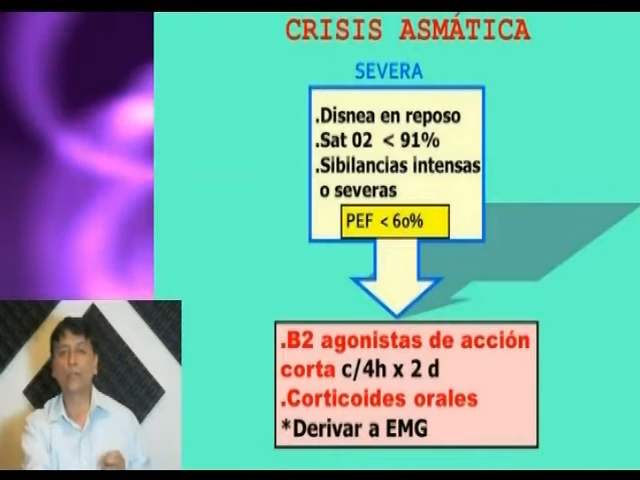 CRISIS ASMÁTICA
SEVERA
.Disnea en reposo
.Sat 02 < 91%
.Sibilancias intensas
o severas
PEF < 6o%
.B2 agonistas de acción
corta c/4h x 2 d
.Corticoides orales
*Derivar a EMG